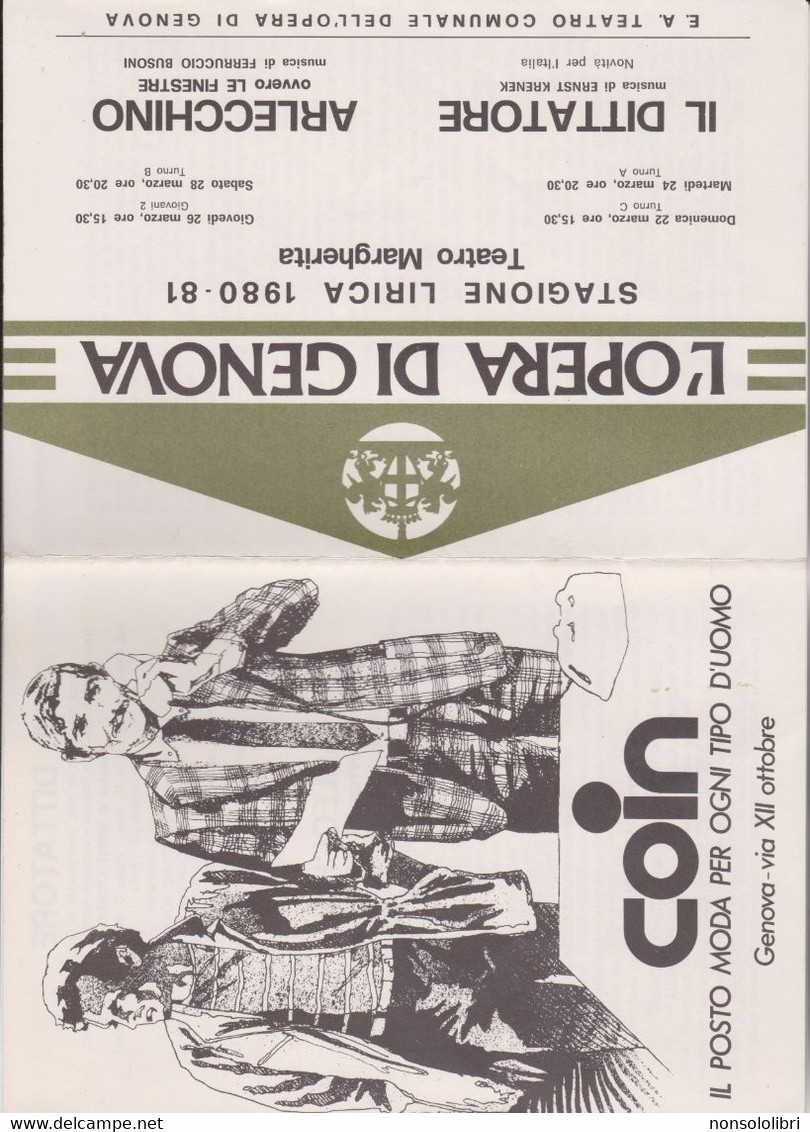 L'OPERA DI GENOVA
STAGIONE LIRICA 1980-81
Teatro Margherita
Domenica 22 marzo, ore 15,30
Turno C
Martedì 24 marzo, ore 20,30
Turno A
Giovedì 26 marzo, ore 15,30
Giovani 2
Sabato 28 marzo, ore 20,30
Turno B
IL DITTATORE
musica di ERNST KRENEK
Novità per l'Italia
ARLECCHINO
ovvero LE FINESTRE
musica di FERRUCCIO BUSONI
E. A. TEATRO COMUNALE DELL'OPERA DI GENOVA
coin
IL POSTO MODA PER OGNI TIPO D'UOMO
Genova - via XII ottobre
DITTATORE
www.delcampe.net
nonsololibri